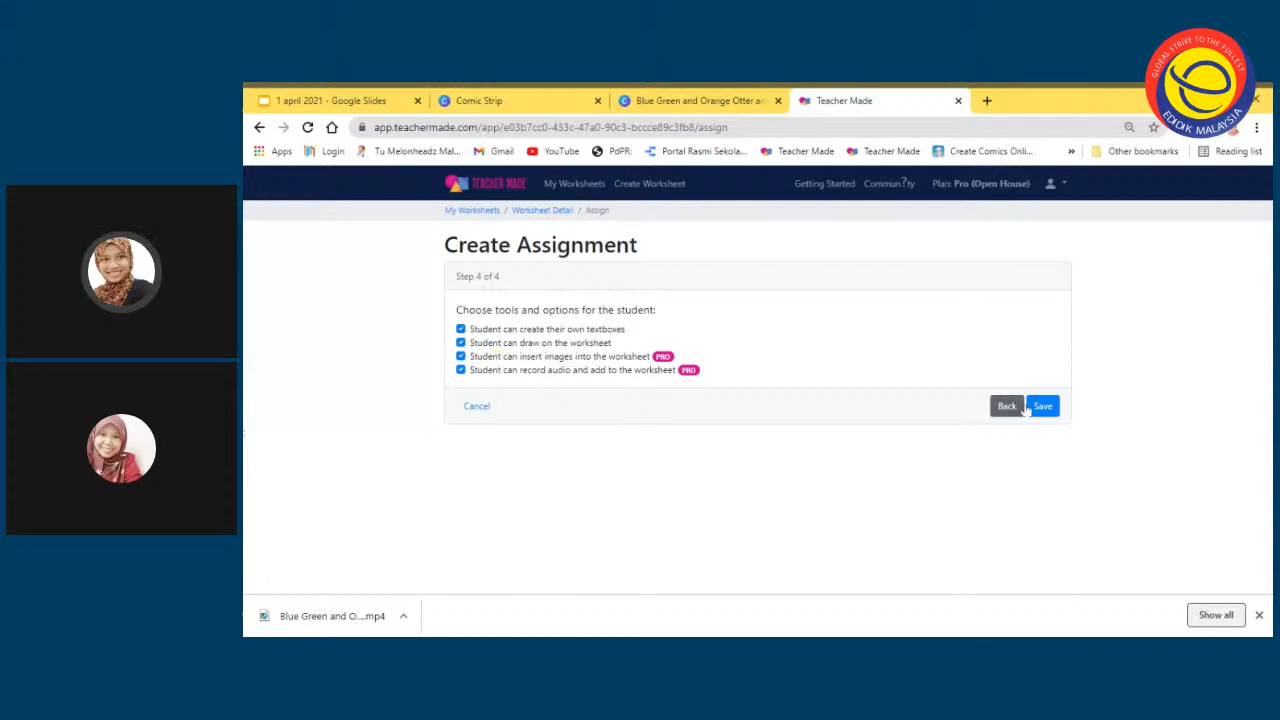 GLOBAL STRIVE TO THE FULLEST
EDIDIK MALAYSIA
1 april 2021 - Google Slides
Comic Strip
Blue Green and Orange Otter an
Teacher Made
app.teachermade.com/app/e03b7cc0-433c-47a0-90c3-bccce89c3fb8/assign
Apps Login Tu Melonheadz Mal... Gmail YouTube PdPR: Portal Rasmi Sekola... Teacher Made Teacher Made Create Comics Onli... » Other bookmarks Reading list
TEACHER MADE My Worksheets Create Worksheet Getting Started Commun?ty Plan: Pro (Open House)
My Worksheets / Worksheet Detail / Assign
Create Assignment
Step 4 of 4
Choose tools and options for the student:
Student can create their own textboxes
Student can draw on the worksheet
Student can insert images into the worksheet PRO
Student can record audio and add to the worksheet PRO
Cancel Back Save
Blue Green and O....mp4 Show all